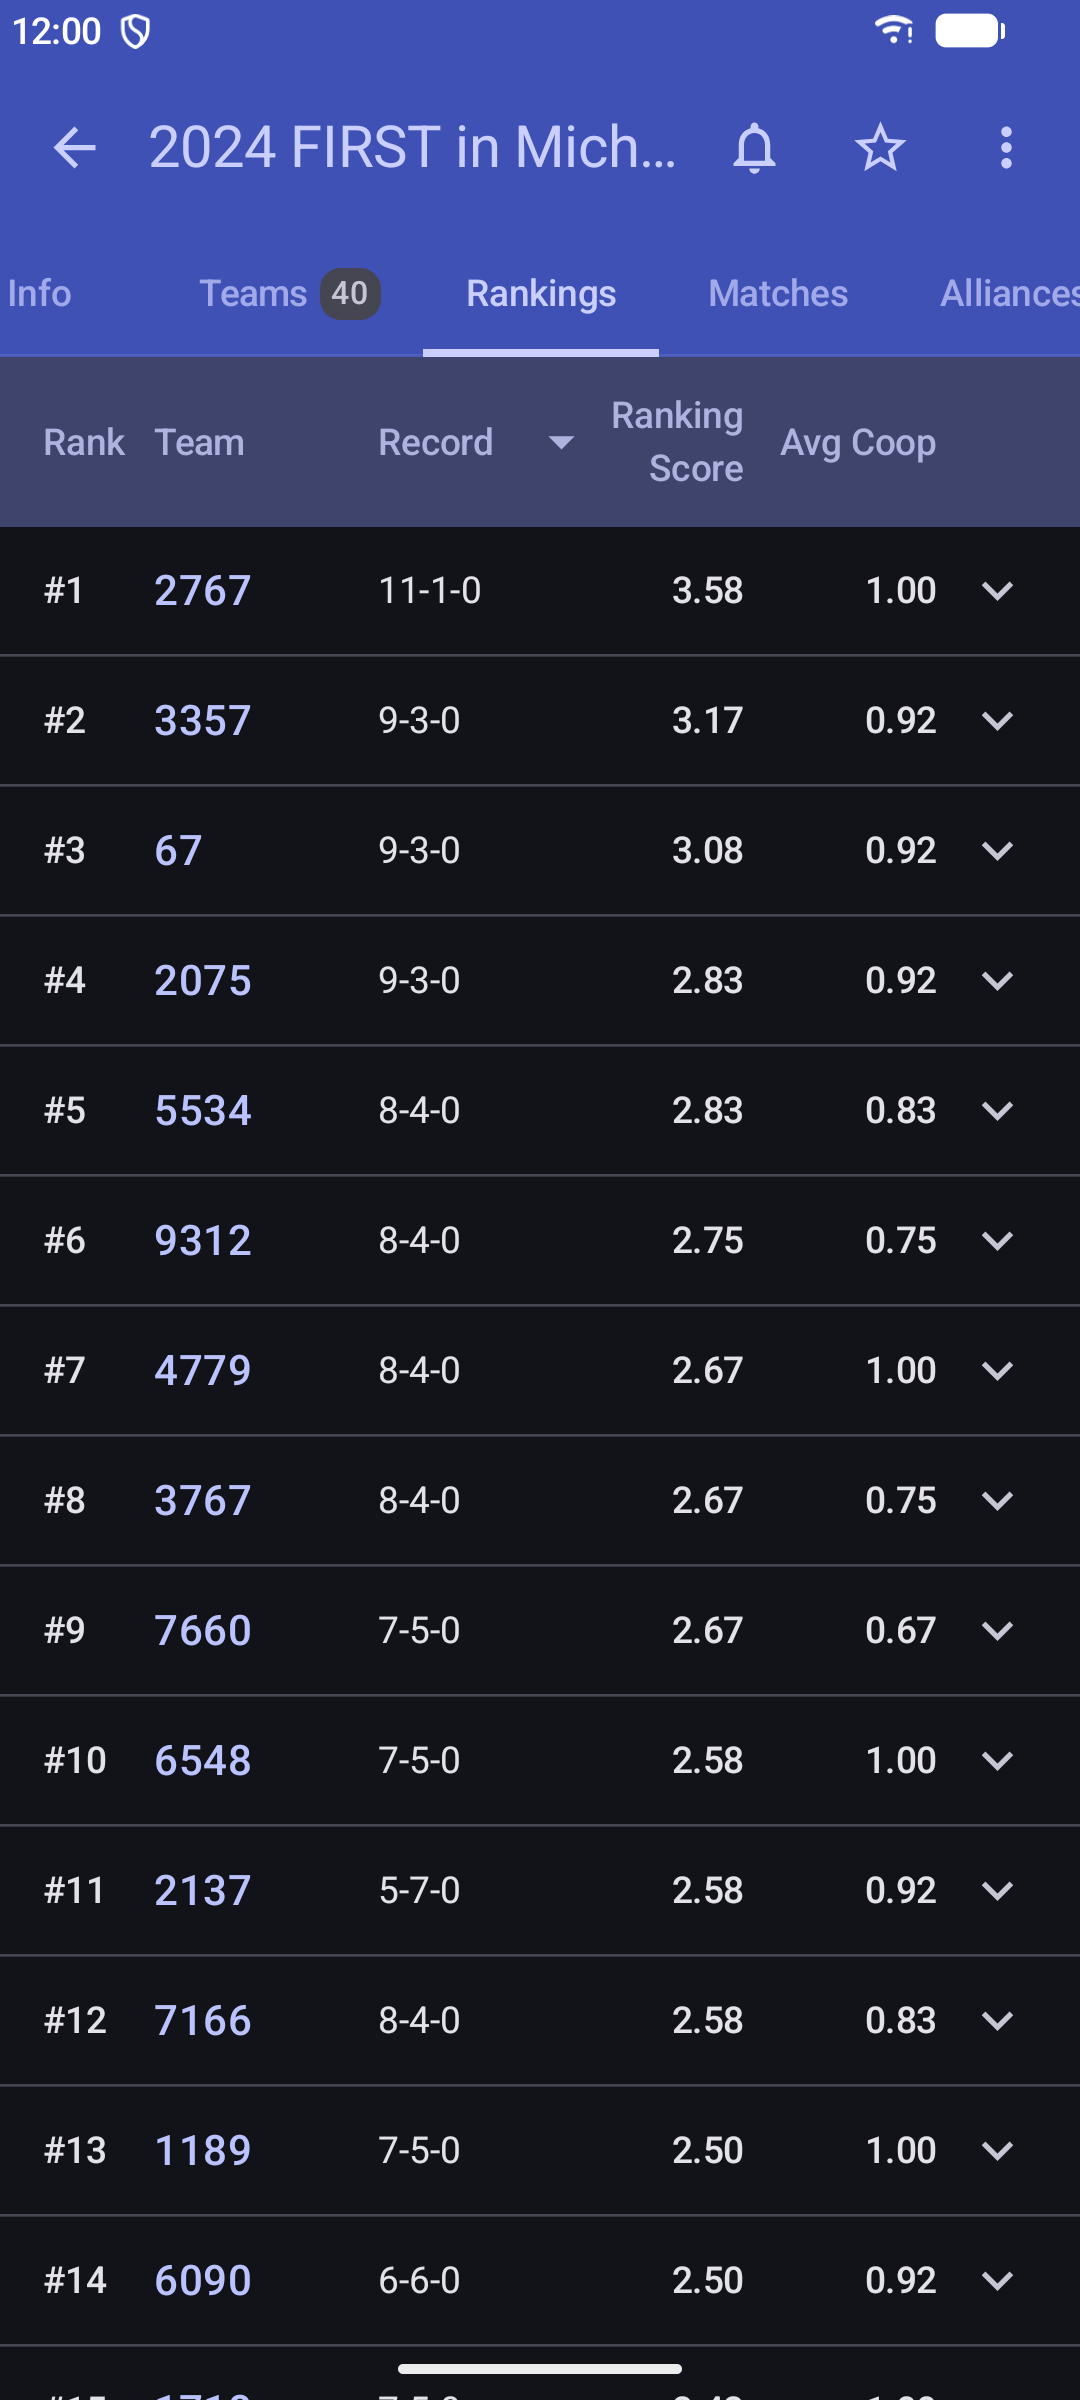 12:00
2024 FIRST in Mich...
Info Teams 40 Rankings Matches Alliances
Rank Team Record Ranking Score Avg Coop
#1 2767 11-1-0 3.58 1.00
#2 3357 9-3-0 3.17 0.92
#3 67 9-3-0 3.08 0.92
#4 2075 9-3-0 2.83 0.92
#5 5534 8-4-0 2.83 0.83
#6 9312 8-4-0 2.75 0.75
#7 4779 8-4-0 2.67 1.00
#8 3767 8-4-0 2.67 0.75
#9 7660 7-5-0 2.67 0.67
#10 6548 7-5-0 2.58 1.00
#11 2137 5-7-0 2.58 0.92
#12 7166 8-4-0 2.58 0.83
#13 1189 7-5-0 2.50 1.00
#14 6090 6-6-0 2.50 0.92